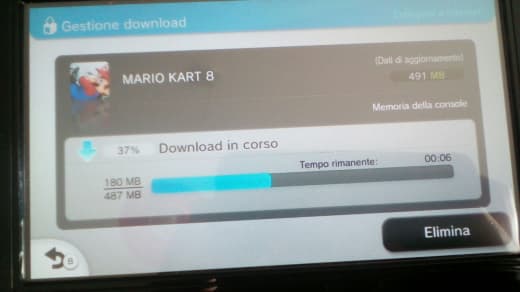 Gestione download
(Dati di aggiornamento)
MARIO KART 8
491 MB
Memoria della console
37% Download in corso
Tempo rimanente: 00:06
180 MB
487 MB
Elimina
B